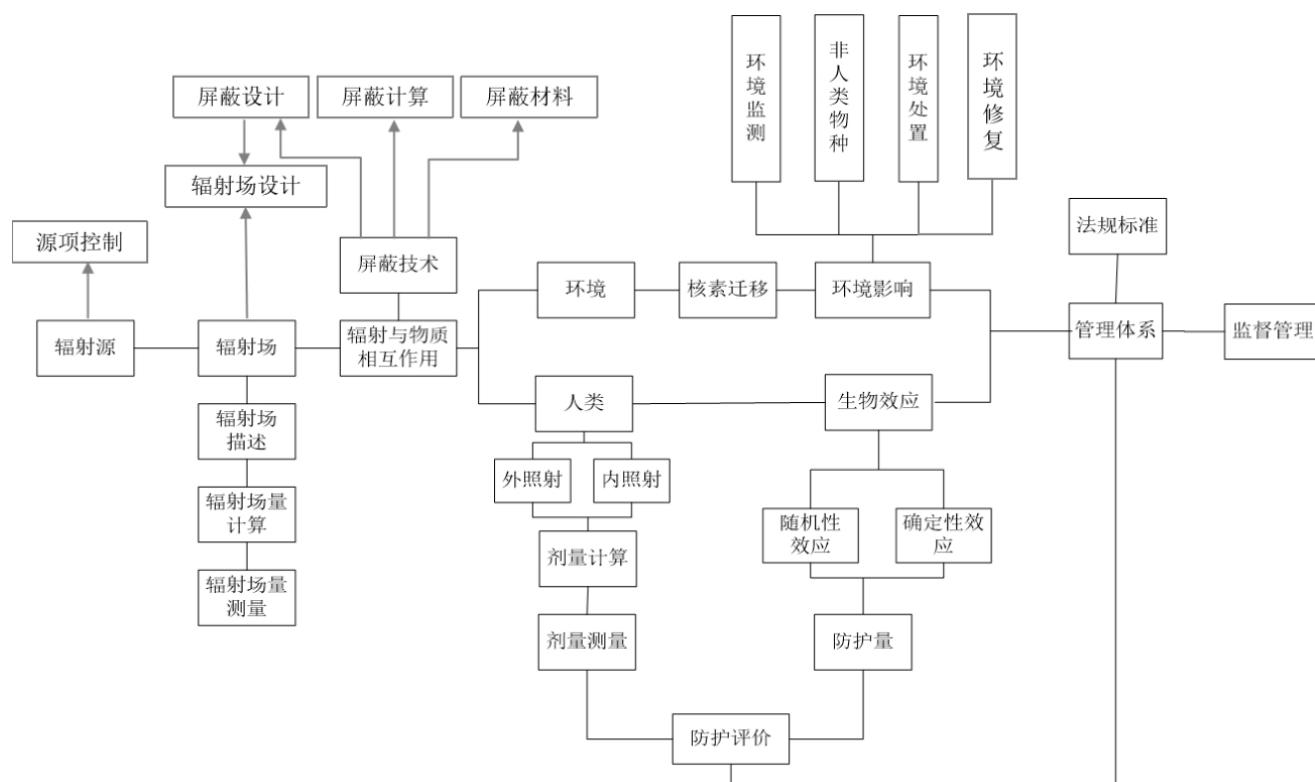 环境监测
非人类物种
环境处置
环境修复
屏蔽设计
屏蔽计算
屏蔽材料
辐射场设计
源项控制
屏蔽技术
法规标准
环境
核素迁移
环境影响
辐射源
辐射场
辐射与物质
相互作用
管理体系
监督管理
人类
生物效应
辐射场
描述
外照射
内照射
辐射场量
计算
随机性
效应
确定性效
应
剂量计算
辐射场量
测量
剂量测量
防护量
防护评价